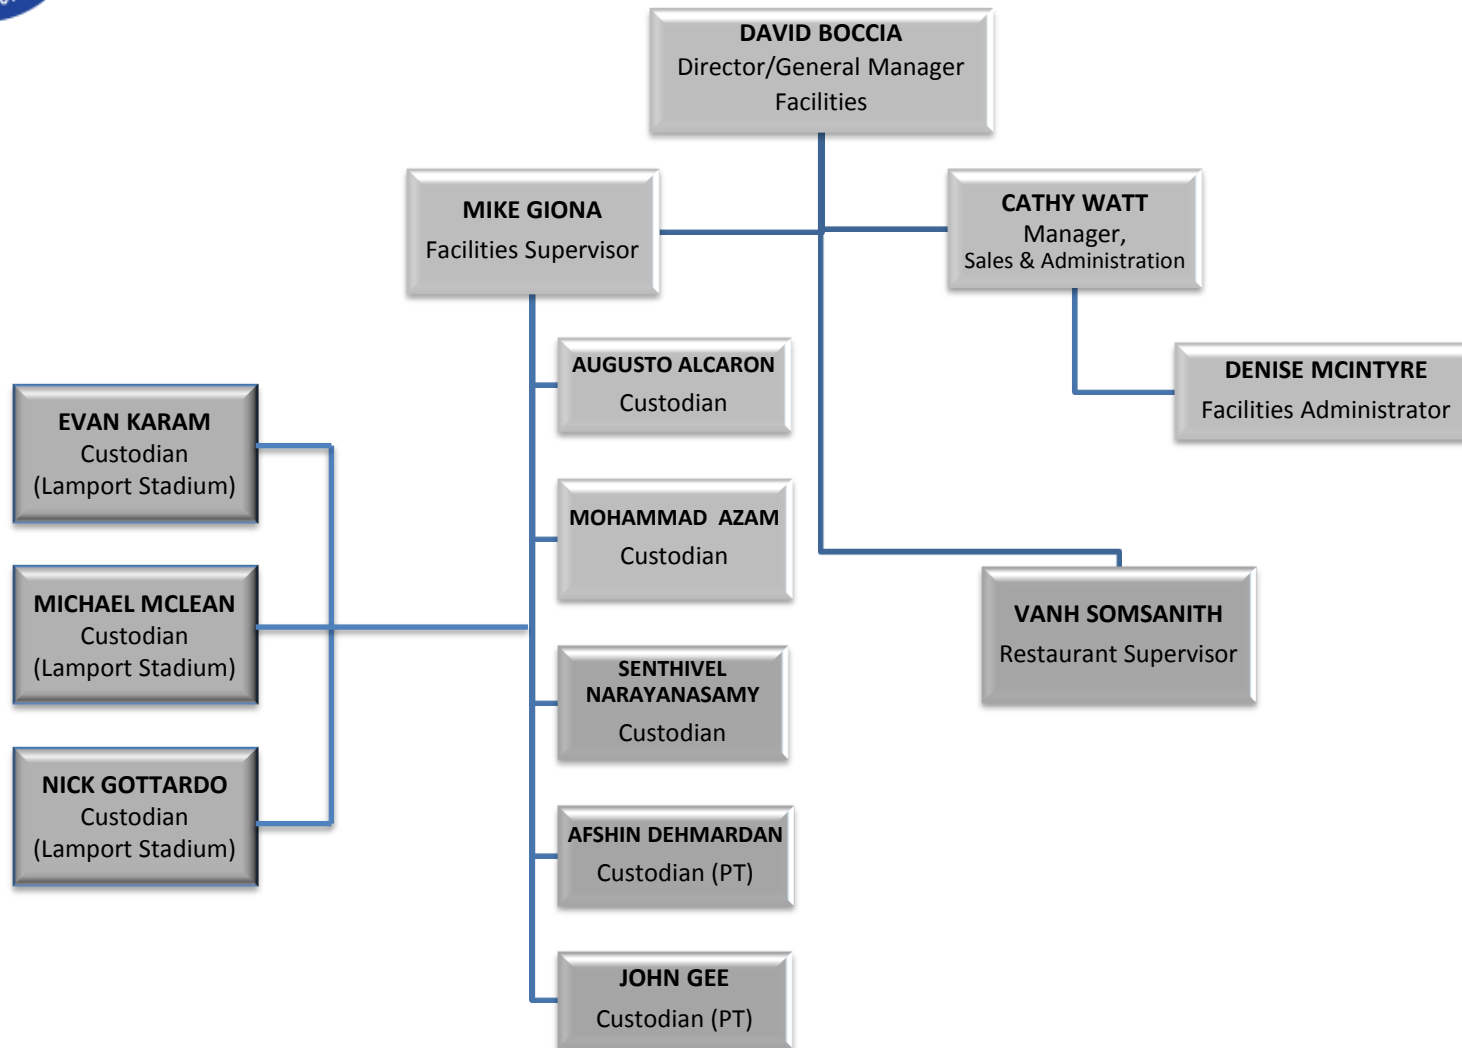 DAVID BOCCIA
Director/General Manager
Facilities
MIKE GIONA
Facilities Supervisor
CATHY WATT
Manager,
Sales & Administration
AUGUSTO ALCARON
Custodian
DENISE MCINTYRE
Facilities Administrator
EVAN KARAM
Custodian
(Lamport Stadium)
MOHAMMAD AZAM
Custodian
MICHAEL MCLEAN
Custodian
(Lamport Stadium)
VANH SOMSANITH
Restaurant Supervisor
SENTHIVEL
NARAYANASAMY
Custodian
NICK GOTTARDO
Custodian
(Lamport Stadium)
AFSHIN DEHMARDAN
Custodian (PT)
JOHN GEE
Custodian (PT)